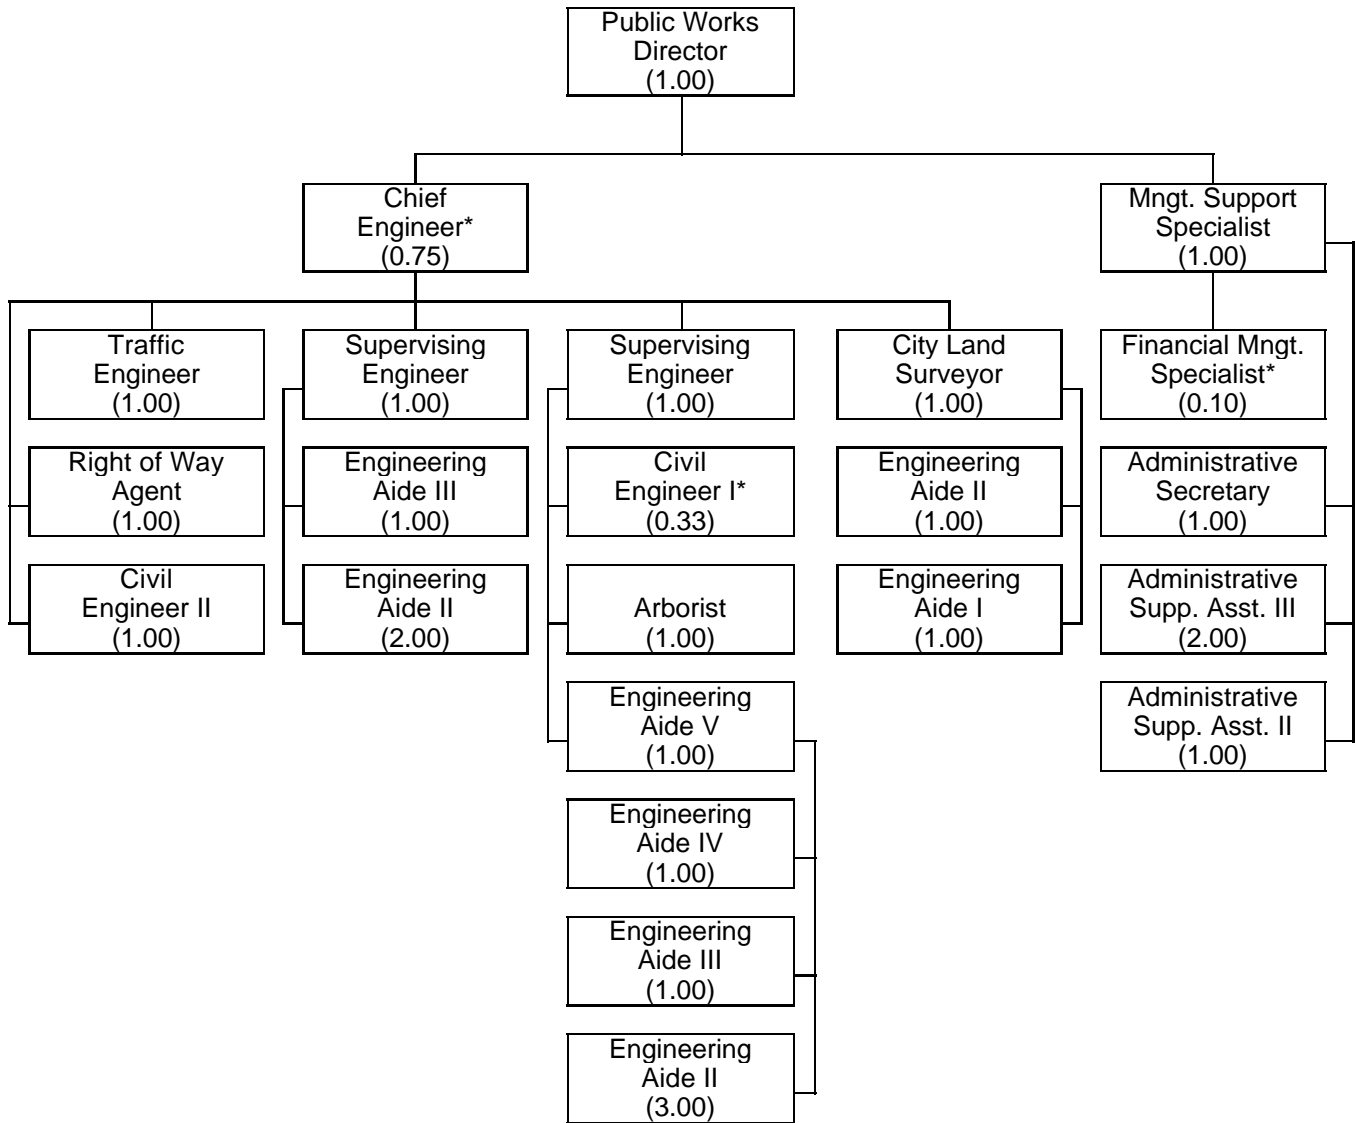 Public Works
Director
(1.00)
Chief
Engineer*
(0.75)
Mngt. Support
Specialist
(1.00)
Traffic
Engineer
(1.00)
Supervising
Engineer
(1.00)
Supervising
Engineer
(1.00)
City Land
Surveyor
(1.00)
Financial Mngt.
Specialist*
(0.10)
Right of Way
Agent
(1.00)
Engineering
Aide III
(1.00)
Civil
Engineer I*
(0.33)
Engineering
Aide II
(1.00)
Administrative
Secretary
(1.00)
Civil
Engineer II
(1.00)
Engineering
Aide II
(2.00)
Arborist
(1.00)
Engineering
Aide I
(1.00)
Administrative
Supp. Asst. III
(2.00)
Engineering
Aide V
(1.00)
Administrative
Supp. Asst. II
(1.00)
Engineering
Aide IV
(1.00)
Engineering
Aide III
(1.00)
Engineering
Aide II
(3.00)